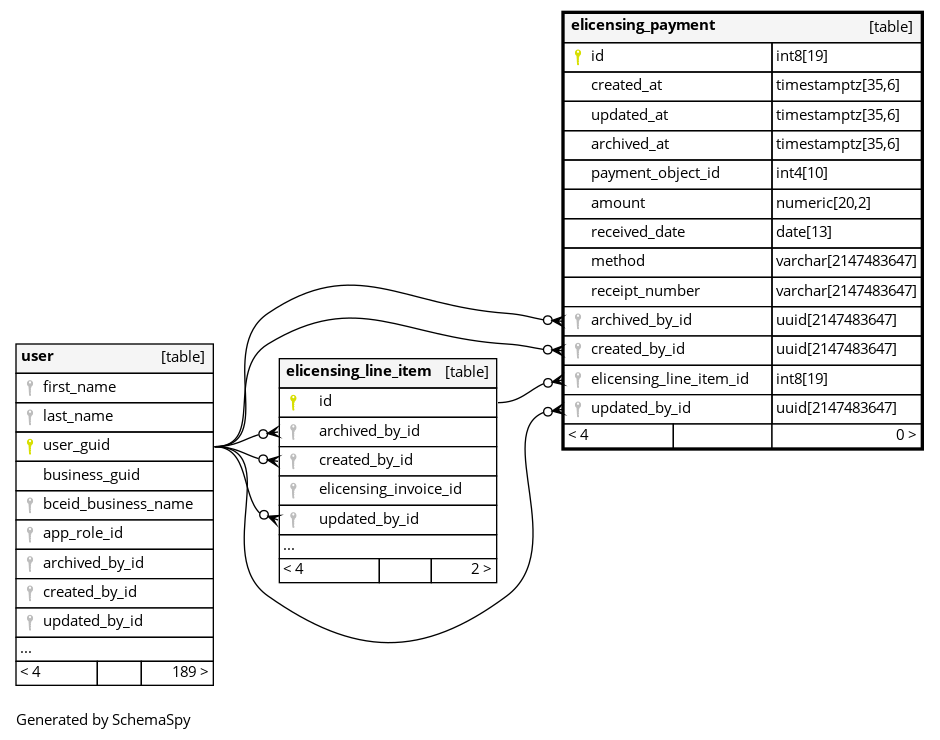 elicensing_payment [table]
id int8[19]
created_at timestamptz[35,6]
updated_at timestamptz[35,6]
archived_at timestamptz[35,6]
payment_object_id int4[10]
amount numeric[20,2]
received_date date[13]
method varchar[2147483647]
receipt_number varchar[2147483647]
archived_by_id uuid[2147483647]
created_by_id uuid[2147483647]
elicensing_line_item_id int8[19]
updated_by_id uuid[2147483647]
< 4 0 >
user [table]
first_name
last_name
user_guid
business_guid
bceid_business_name
app_role_id
archived_by_id
created_by_id
updated_by_id
...
< 4 189 >
elicensing_line_item [table]
id
archived_by_id
created_by_id
elicensing_invoice_id
updated_by_id
...
< 4 2 >
Generated by SchemaSpy